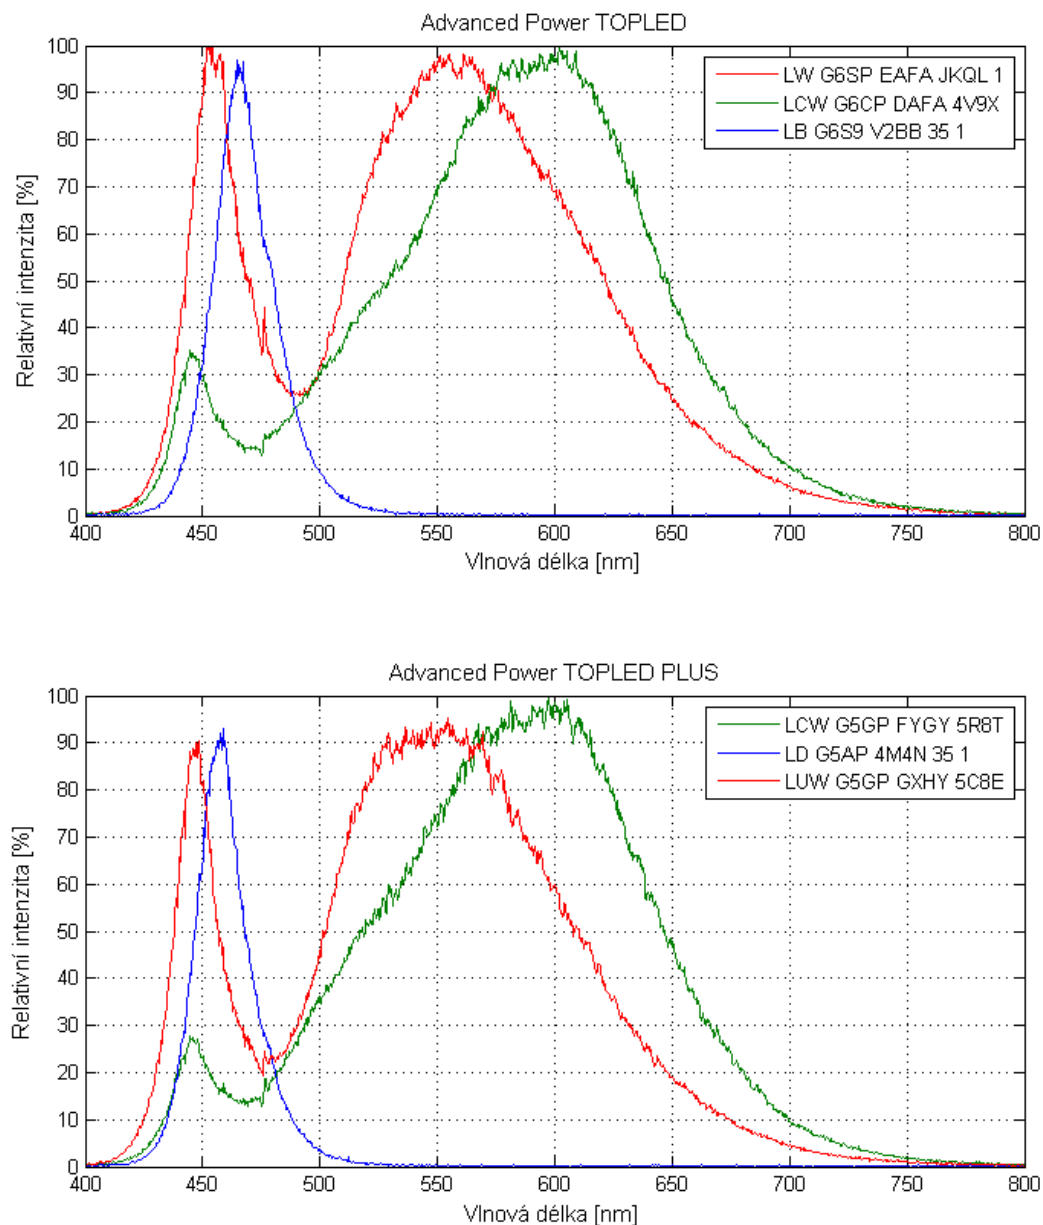 Advanced Power TOPLED
100
90
80
70
60
50
40
30
20
10
0
Relativní intenzita [%]
LW G6SP EAFA JKQL 1
LCW G6CP DAFA 4V9X
LB G6S9 V2BB 35 1
400 450 500 550 600 650 700 750 800
Vlnová délka [nm]
Advanced Power TOPLED PLUS
100
90
80
70
60
50
40
30
20
10
0
Relativní intenzita [%]
LCW G5GP FYGY 5R8T
LD G5AP 4M4N 35 1
LUW G5GP GXHY 5C8E
400 450 500 550 600 650 700 750 800
Vlnová délka [nm]